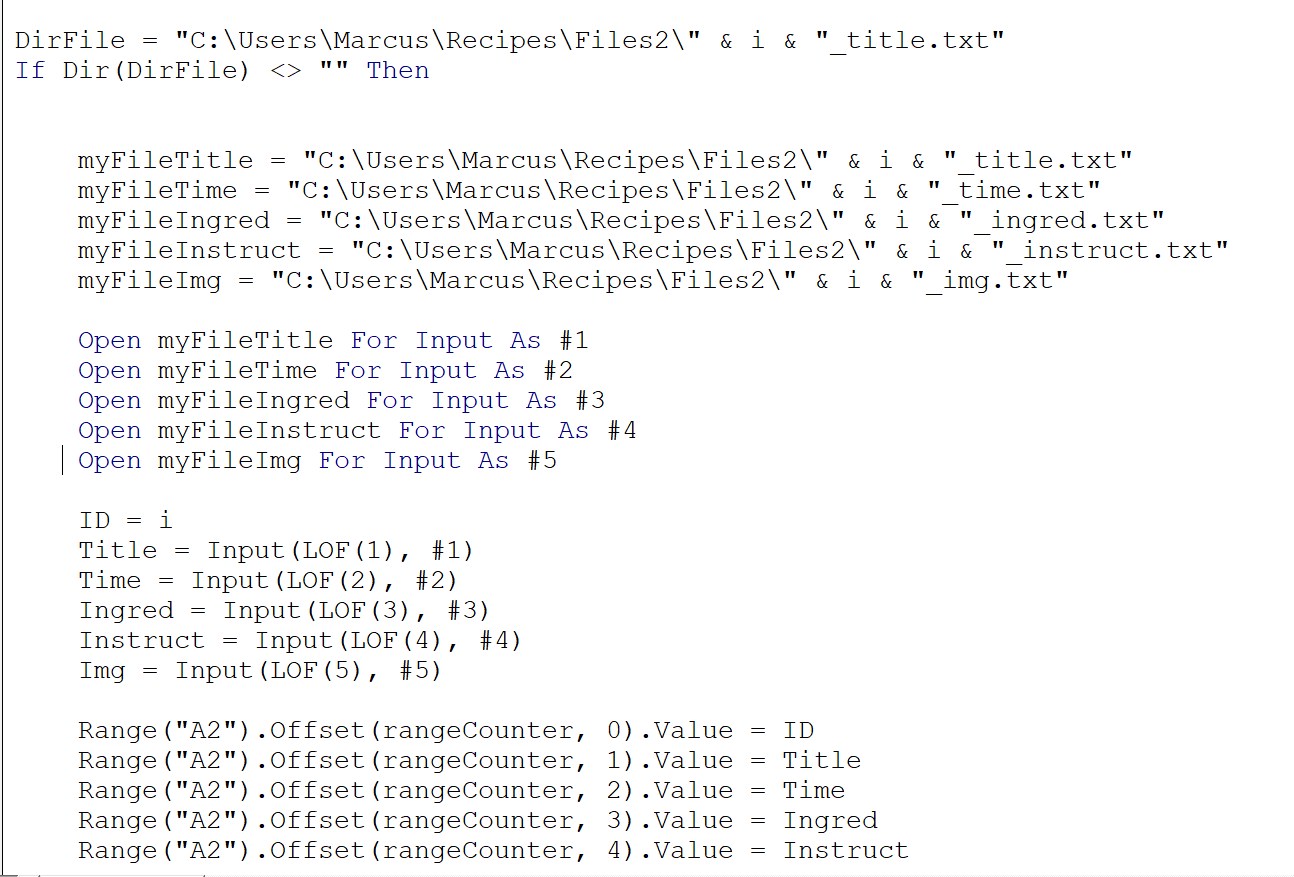 DirFile = "C:\Users\Marcus\Recipes\Files2\" & i & "_title.txt"
If Dir(DirFile) <> "" Then
myFileTitle = "C:\Users\Marcus\Recipes\Files2\" & i & "_title.txt"
myFileTime = "C:\Users\Marcus\Recipes\Files2\" & i & "_time.txt"
myFileIngred = "C:\Users\Marcus\Recipes\Files2\" & i & "_ingred.txt"
myFileInstruct = "C:\Users\Marcus\Recipes\Files2\" & i & "_instruct.txt"
myFileImg = "C:\Users\Marcus\Recipes\Files2\" & i & "_img.txt"
Open myFileTitle For Input As #1
Open myFileTime For Input As #2
Open myFileIngred For Input As #3
Open myFileInstruct For Input As #4
Open myFileImg For Input As #5
ID = i
Title = Input(LOF(1), #1)
Time = Input(LOF(2), #2)
Ingred = Input(LOF(3), #3)
Instruct = Input(LOF(4), #4)
Img = Input(LOF(5), #5)
Range("A2").Offset(rangeCounter, 0).Value = ID
Range("A2").Offset(rangeCounter, 1).Value = Title
Range("A2").Offset(rangeCounter, 2).Value = Time
Range("A2").Offset(rangeCounter, 3).Value = Ingred
Range("A2").Offset(rangeCounter, 4).Value = Instruct